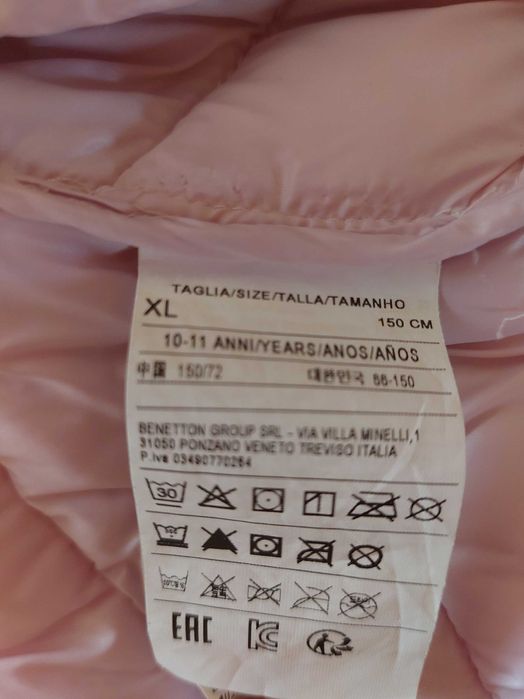 TAGLIA/SIZE/TALLA/TAMANHO
XL
150 CM
10-11 ANNI/YEARS/ANOS/AÑOS
中国 150/72 대한민국 88-150
BENETTON GROUP SRL - VIA VILLA MINELLI,1
31050 PONZANO VENETO TREVISO ITALIA
P.Iva 03490770264
30
EAC